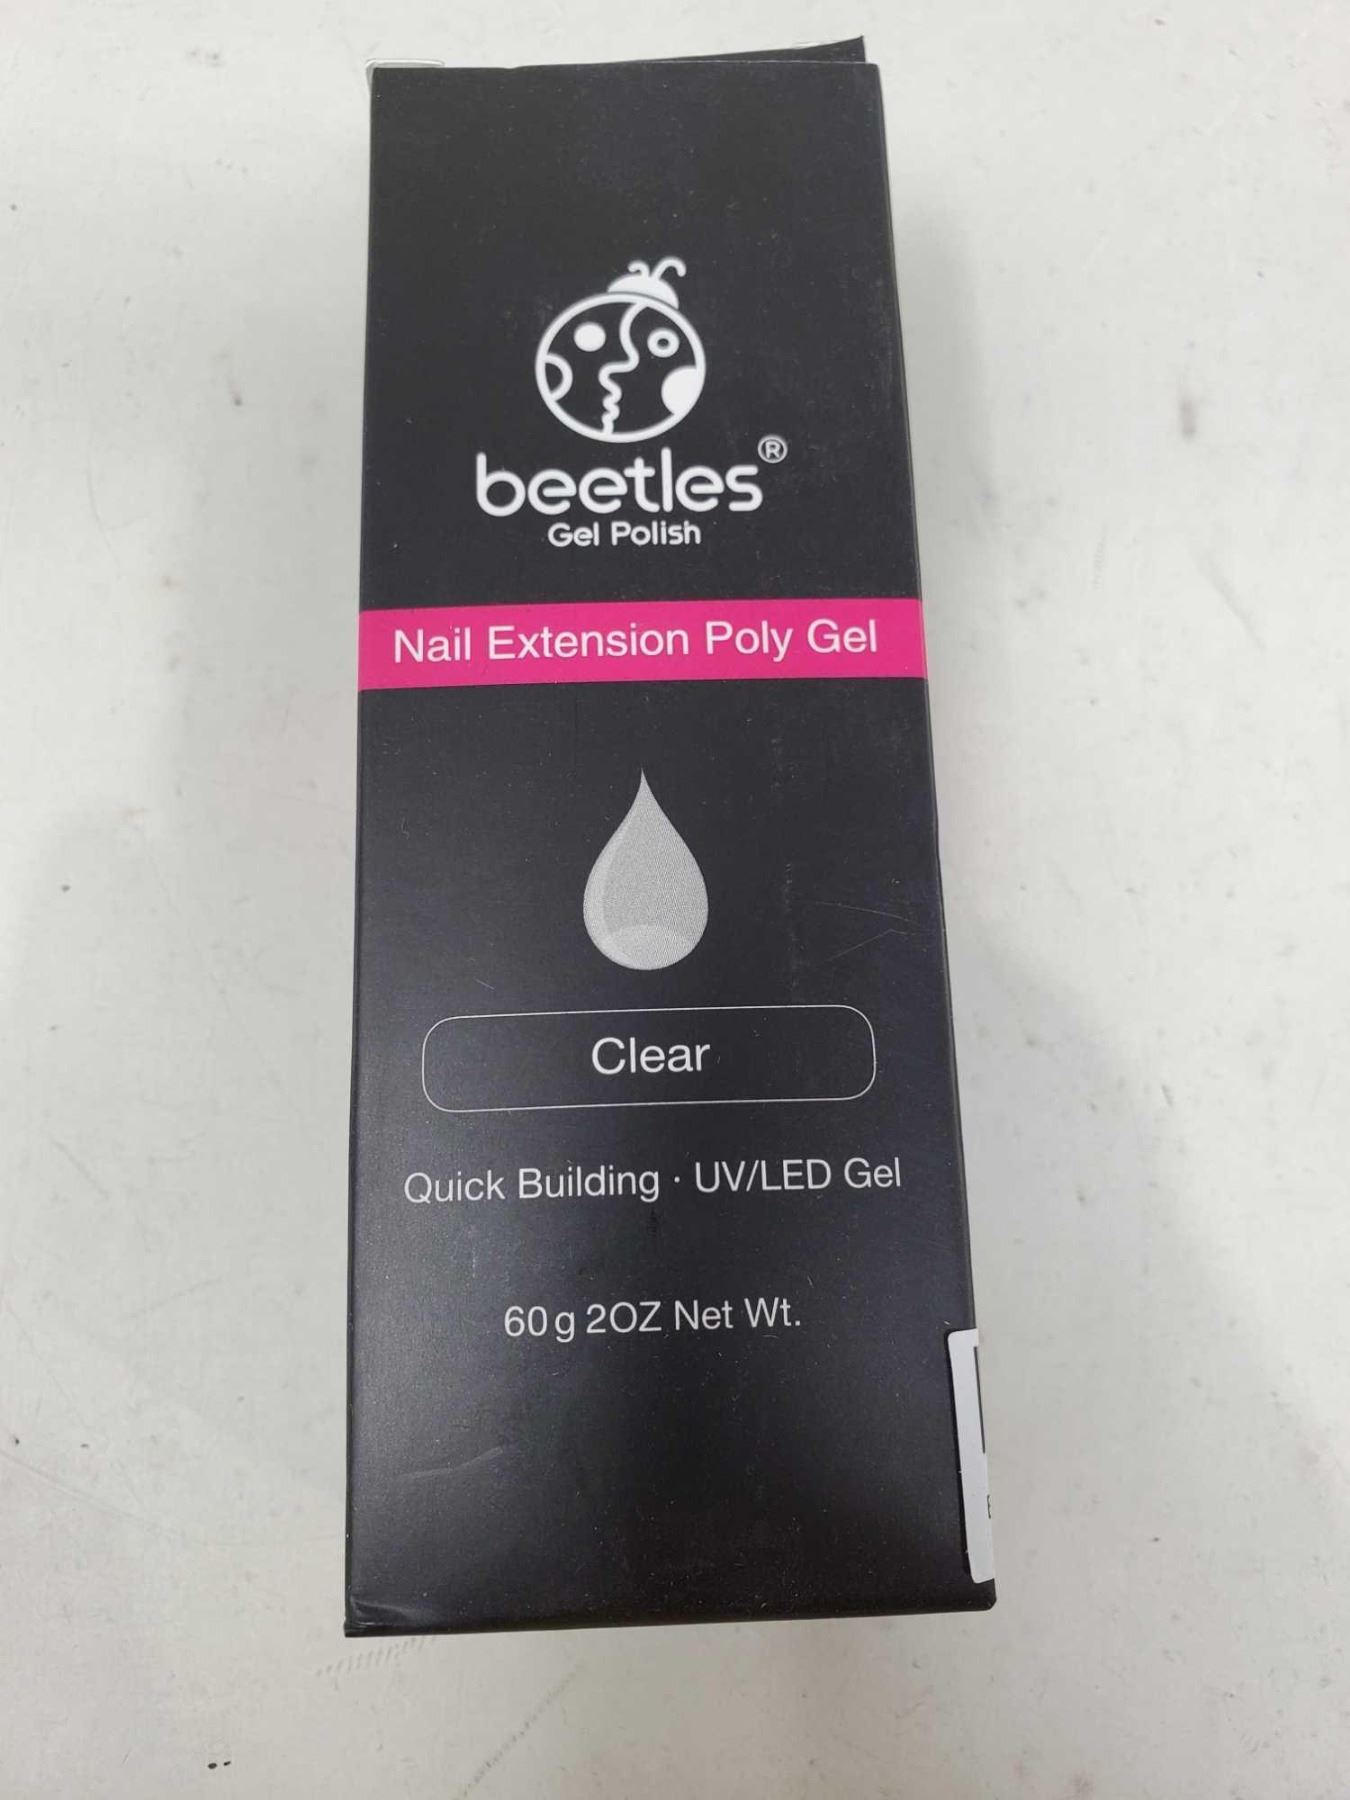 beetles®
Gel Polish
Nail Extension Poly Gel
Clear
Quick Building · UV/LED Gel
60g 2OZ Net Wt.